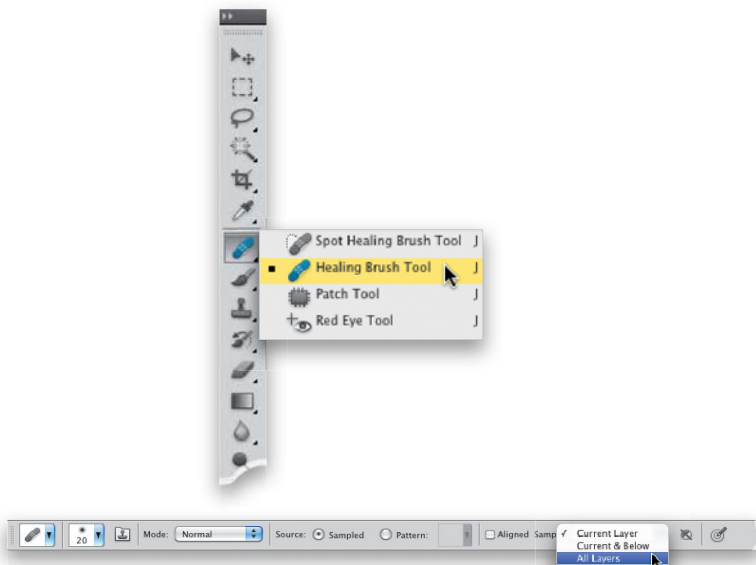 Spot Healing Brush Tool J
Healing Brush Tool J
Patch Tool J
Red Eye Tool J
20 Mode: Normal Source: Sampled Pattern: Aligned Samp ✓ Current Layer
Current & Below
All Layers